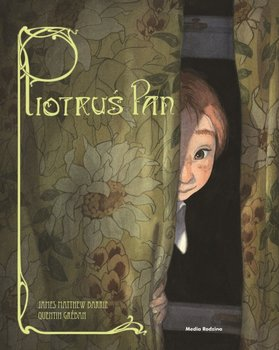 Piotruś Pan
JAMES MATTHEW BARRIE
QUENTIN GRÉBAN
Media Rodzina